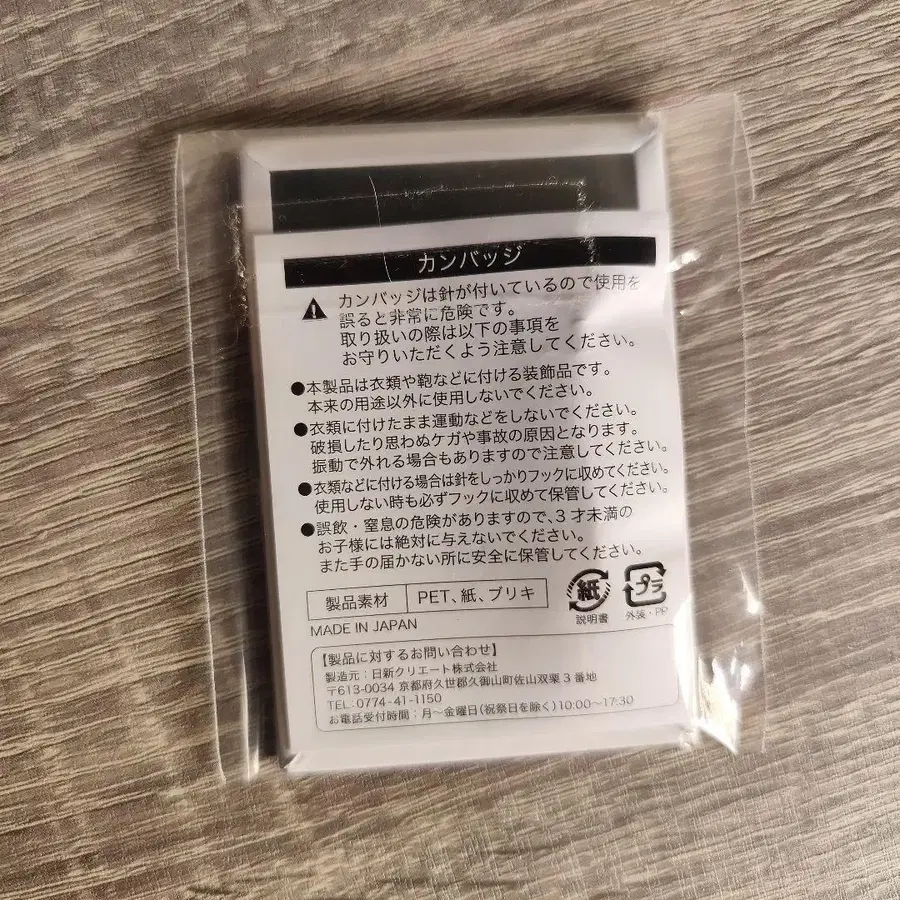 カンバッジ
カンバッジは針が付いているので使用を
誤ると非常に危険です。
取り扱いの際は以下の事項を
お守りいただくよう注意してください。
●本製品は衣類や鞄などに付ける装飾品です。
本来の用途以外に使用しないでください。
●衣類に付けたまま運動などをしないでください。
破損したり思わぬケガや事故の原因となります。
振動で外れる場合もありますので注意してください。
●衣類などに付ける場合は針をしっかりフックに収めてください。
使用しない時も必ずフックに収めて保管してください。
●誤飲・窒息の危険がありますので、3才未満の
お子様には絶対に与えないでください。
また手の届かない所に安全に保管してください。
製品素材 PET、紙、ブリキ
紙 プラ
説明書 外装・PP
MADE IN JAPAN
【製品に対するお問い合わせ】
製造元：日新クリエート株式会社
〒613-0034 京都府久世郡久御山町佐山双栗3番地
TEL：0774-41-1150
お電話受付時間：月〜金曜日(祝祭日を除く)10:00〜17:30